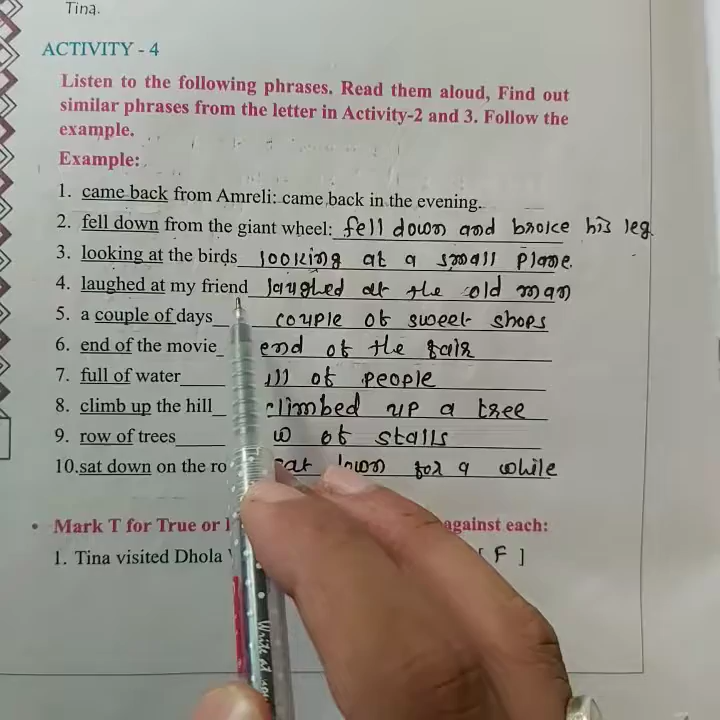 Tina.
ACTIVITY - 4
Listen to the following phrases. Read them aloud, Find out
similar phrases from the letter in Activity-2 and 3. Follow the
example.
Example:
1. came back from Amreli: came back in the evening.
2. fell down from the giant wheel: fell down and broke his leg.
3. looking at the birds looking at a small plane.
4. laughed at my friend laughed at the old man
5. a couple of days couple of sweet shops
6. end of the movie end of the fair
7. full of water of people
8. climb up the hill climbed up a tree
9. row of trees of stalls
10.sat down on the for a while
• Mark T for True or against each:
1. Tina visited Dhola [ F ]